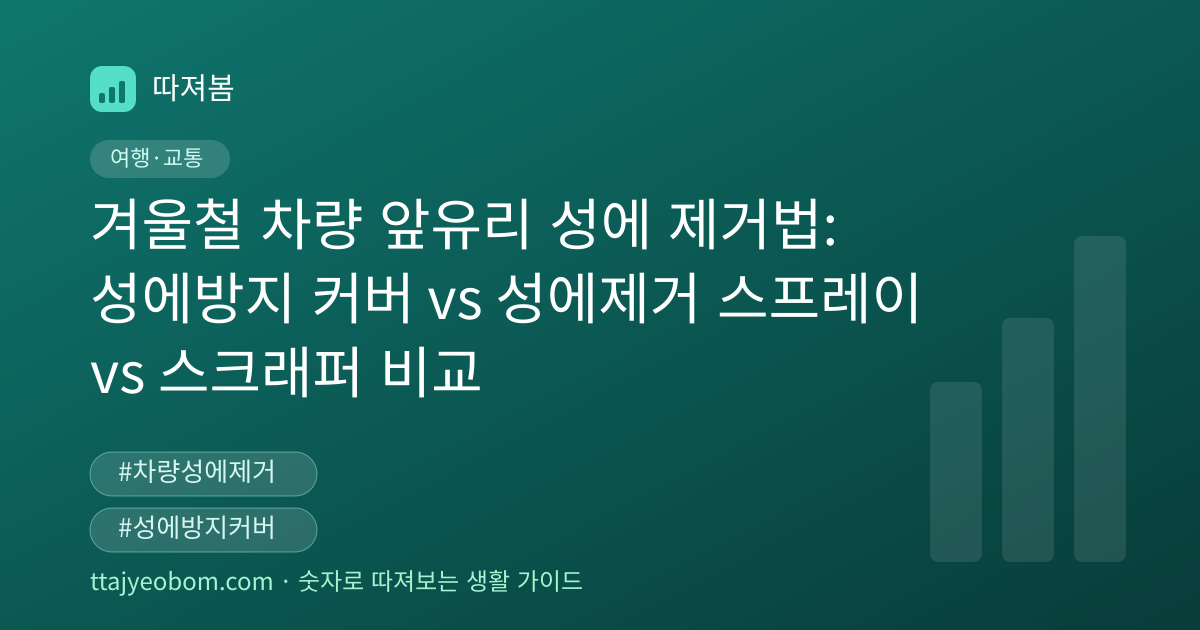 따져봄
여행·교통
겨울철 차량 앞유리 성에 제거법:
성에방지 커버 vs 성에제거 스프레이
vs 스크래퍼 비교
#차량성에제거
#성에방지커버
ttajyeobom.com · 숫자로 따져보는 생활 가이드